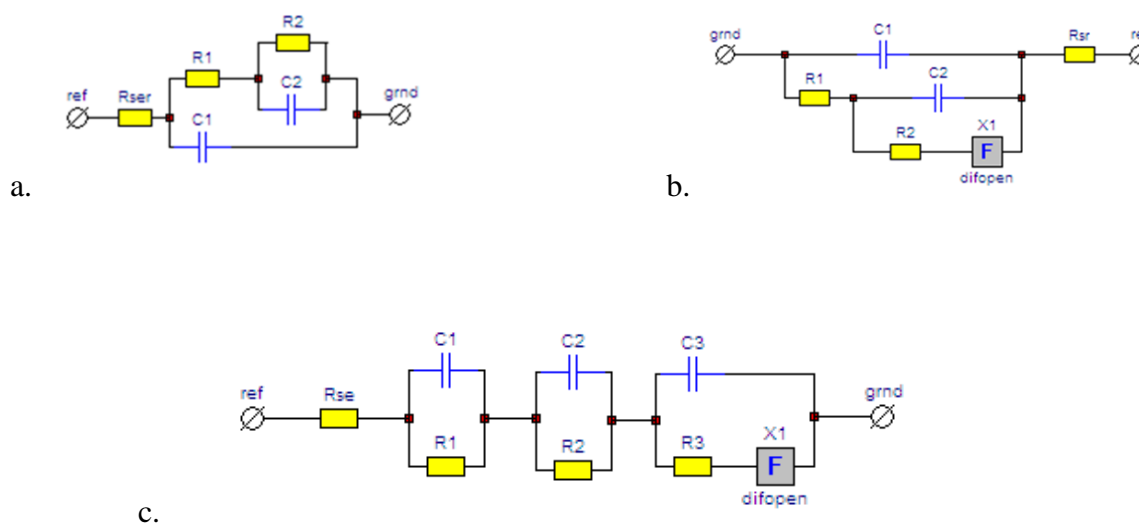 R2
R1
C2
ref
Rser
grnd
C1
a.
C1
grnd
Rsr
R1
C2
R2
X1
F
difopen
b.
C1
C2
C3
ref
Rse
grnd
R1
R2
R3
X1
F
difopen
c.